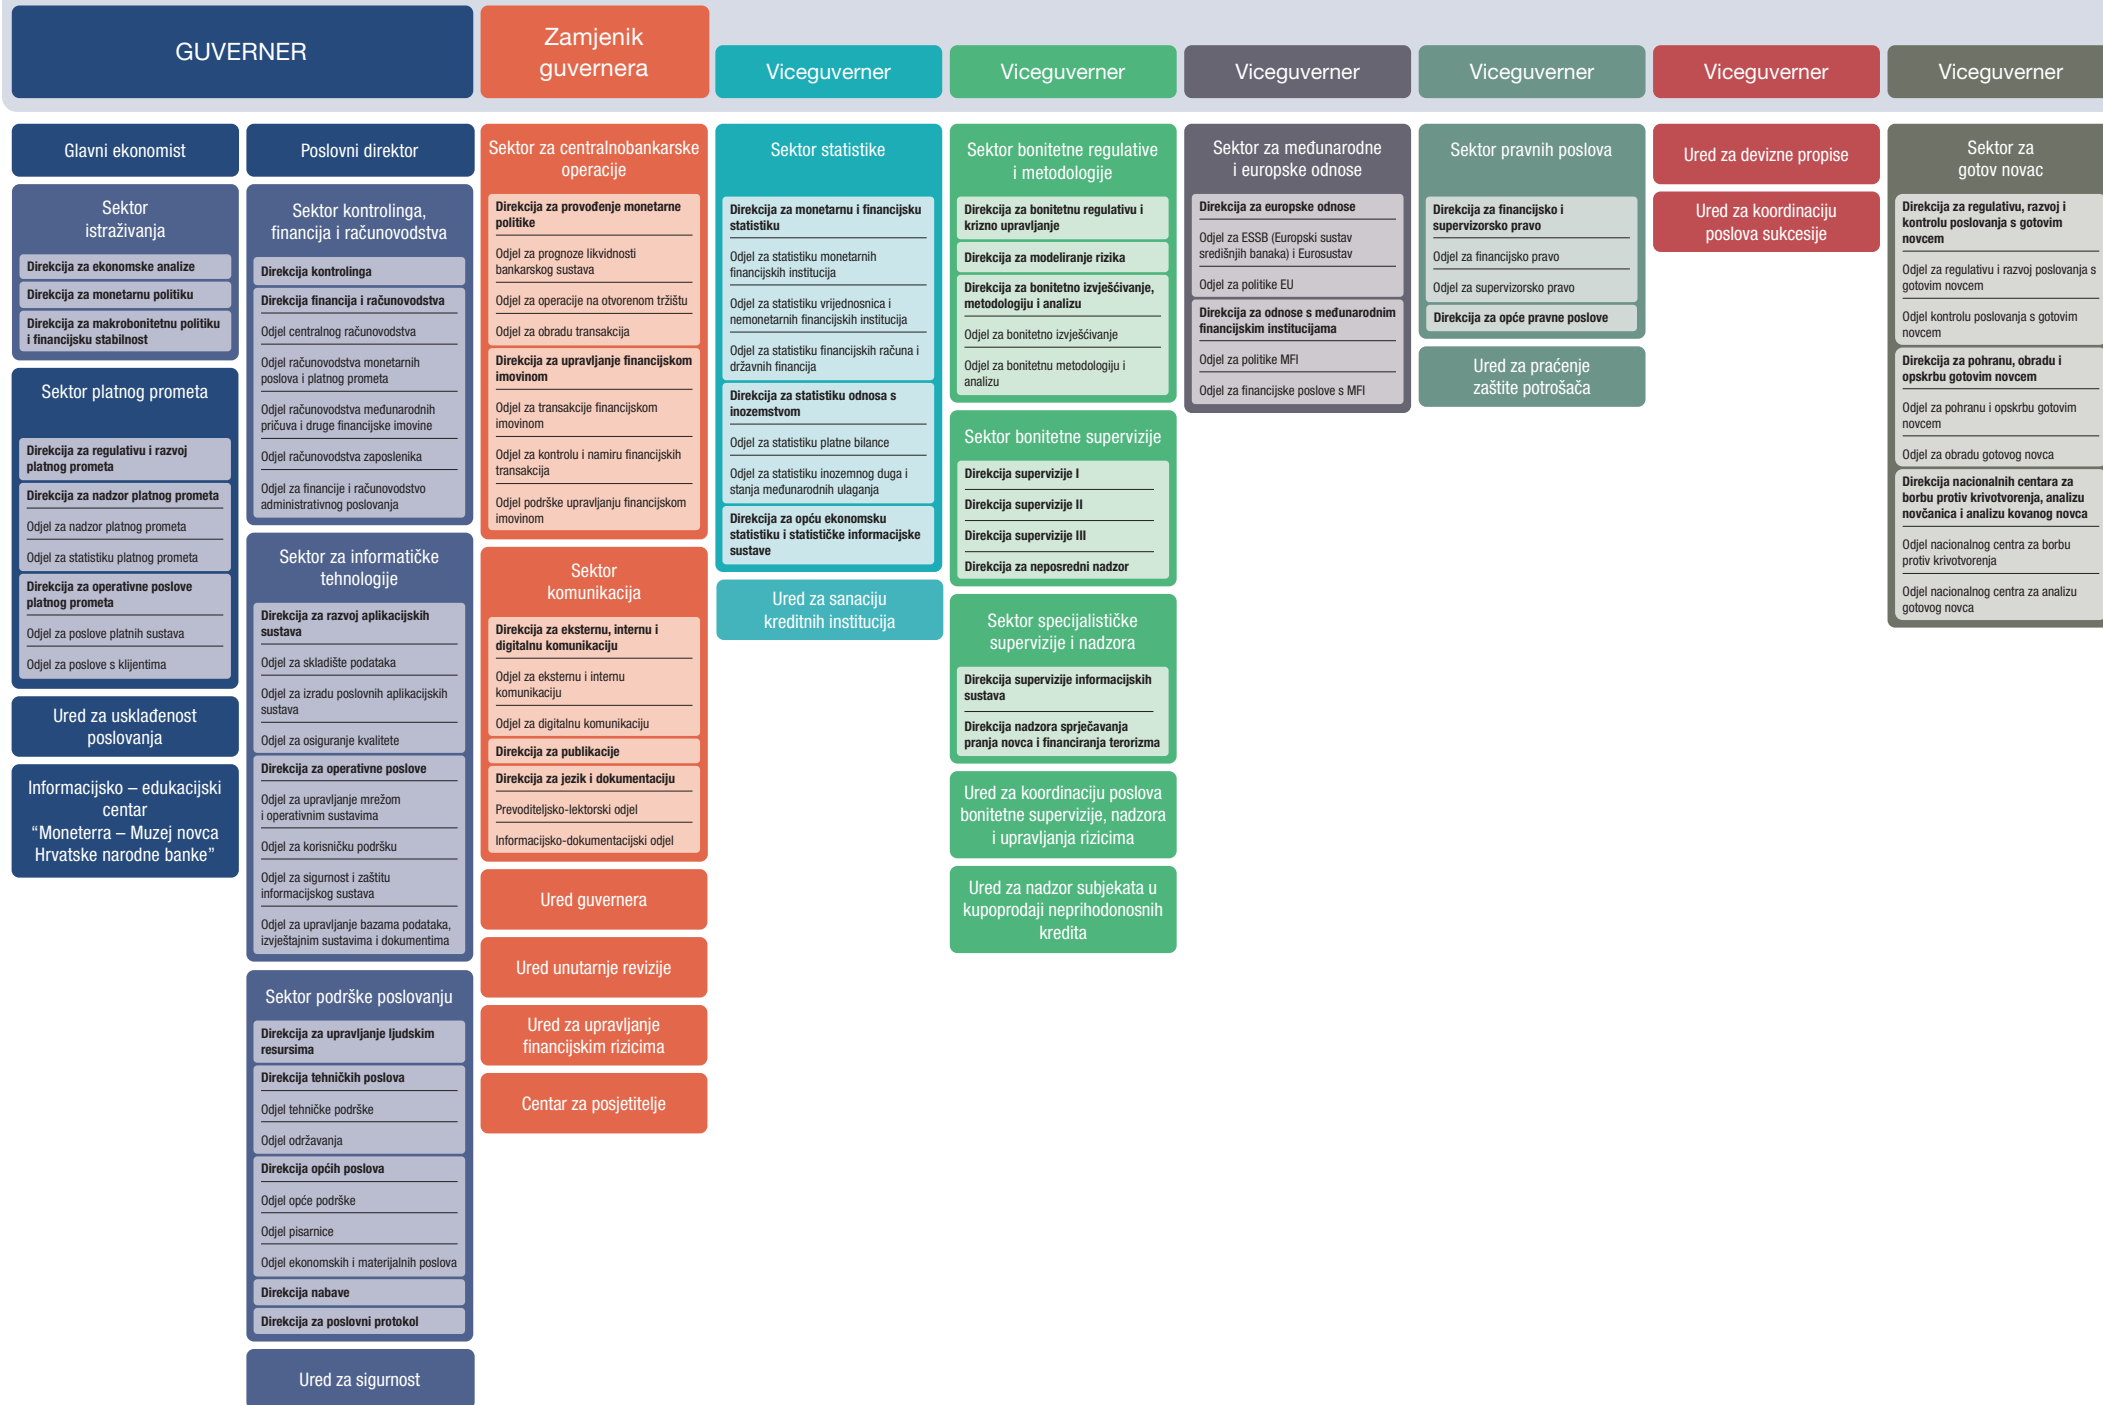 GUVERNER
Zamjenik
guvernera
Viceguverner
Viceguverner
Viceguverner
Viceguverner
Viceguverner
Viceguverner
Glavni ekonomist
Sektor
istraživanja
Direkcija za ekonomske analize
Direkcija za monetarnu politiku
Direkcija za makrobonitetnu politiku
i financijsku stabilnost
Sektor platnog prometa
Direkcija za regulativu i razvoj
platnog prometa
Direkcija za nadzor platnog prometa
Odjel za nadzor platnog prometa
Odjel za statistiku platnog prometa
Direkcija za operativne poslove
platnog prometa
Odjel za poslove platnih sustava
Odjel za poslove s klijentima
Ured za usklađenost
poslovanja
Informacijsko – edukacijski
centar
“Moneterra – Muzej novca
Hrvatske narodne banke”
Poslovni direktor
Sektor kontrolinga,
financija i računovodstva
Direkcija kontrolinga
Direkcija financija i računovodstva
Odjel centralnog računovodstva
Odjel računovodstva monetarnih
poslova i platnog prometa
Odjel računovodstva međunarodnih
pričuva i druge financijske imovine
Odjel računovodstva zaposlenika
Odjel za financije i računovodstvo
administrativnog poslovanja
Sektor za informatičke
tehnologije
Direkcija za razvoj aplikacijskih
sustava
Odjel za skladište podataka
Odjel za izradu poslovnih aplikacijskih
sustava
Odjel za osiguranje kvalitete
Direkcija za operativne poslove
Odjel za upravljanje mrežom
i operativnim sustavima
Odjel za korisničku podršku
Odjel za sigurnost i zaštitu
informacijskog sustava
Odjel za upravljanje bazama podataka,
izvještajnim sustavima i dokumentima
Sektor podrške poslovanju
Direkcija za upravljanje ljudskim
resursima
Direkcija tehničkih poslova
Odjel tehničke podrške
Odjel održavanja
Direkcija općih poslova
Odjel opće podrške
Odjel pisarnice
Odjel ekonomskih i materijalnih poslova
Direkcija nabave
Direkcija za poslovni protokol
Ured za sigurnost
Sektor za centralnobankarske
operacije
Direkcija za provođenje monetarne
politike
Odjel za prognoze likvidnosti
bankarskog sustava
Odjel za operacije na otvorenom tržištu
Odjel za obradu transakcija
Direkcija za upravljanje financijskom
imovinom
Odjel za transakcije financijskom
imovinom
Odjel za kontrolu i namiru financijskih
transakcija
Odjel podrške upravljanju financijskom
imovinom
Sektor
komunikacija
Direkcija za eksternu, internu i
digitalnu komunikaciju
Odjel za eksternu i internu
komunikaciju
Odjel za digitalnu komunikaciju
Direkcija za publikacije
Direkcija za jezik i dokumentaciju
Prevoditeljsko-lektorski odjel
Informacijsko-dokumentacijski odjel
Ured guvernera
Ured unutarnje revizije
Ured za upravljanje
financijskim rizicima
Centar za posjetitelje
Sektor statistike
Direkcija za monetarnu i financijsku
statistiku
Odjel za statistiku monetarnih
financijskih institucija
Odjel za statistiku vrijednosnica i
nemonetarnih financijskih institucija
Odjel za statistiku financijskih računa i
državnih financija
Direkcija za statistiku odnosa s
inozemstvom
Odjel za statistiku platne bilance
Odjel za statistiku inozemnog duga i
stanja međunarodnih ulaganja
Direkcija za opću ekonomsku
statistiku i statističke informacijske
sustave
Ured za sanaciju
kreditnih institucija
Sektor bonitetne regulative
i metodologije
Direkcija za bonitetnu regulativu i
krizno upravljanje
Direkcija za modeliranje rizika
Direkcija za bonitetno izvješćivanje,
metodologiju i analizu
Odjel za bonitetno izvješćivanje
Odjel za bonitetnu metodologiju i
analizu
Sektor bonitetne supervizije
Direkcija supervizije I
Direkcija supervizije II
Direkcija supervizije III
Direkcija za neposredni nadzor
Sektor specijalističke
supervizije i nadzora
Direkcija supervizije informacijskih
sustava
Direkcija nadzora sprječavanja
pranja novca i financiranja terorizma
Ured za koordinaciju poslova
bonitetne supervizije, nadzora
i upravljanja rizicima
Ured za nadzor subjekata u
kupoprodaji neprihodonosnih
kredita
Sektor za međunarodne
i europske odnose
Direkcija za europske odnose
Odjel za ESSB (Europski sustav
središnjih banaka) i Eurosustav
Odjel za politike EU
Direkcija za odnose s međunarodnim
financijskim institucijama
Odjel za politike MFI
Odjel za financijske poslove s MFI
Sektor pravnih poslova
Direkcija za financijsko i
supervizorsko pravo
Odjel za financijsko pravo
Odjel za supervizorsko pravo
Direkcija za opće pravne poslove
Ured za praćenje
zaštite potrošača
Ured za devizne propise
Ured za koordinaciju
poslova sukcesije
Sektor za
gotov novac
Direkcija za regulativu, razvoj i
kontrolu poslovanja s gotovim
novcem
Odjel za regulativu i razvoj poslovanja s
gotovim novcem
Odjel kontrolu poslovanja s gotovim
novcem
Direkcija za pohranu, obradu i
opskrbu gotovim novcem
Odjel za pohranu i opskrbu gotovim
novcem
Odjel za obradu gotovog novca
Direkcija nacionalnih centara za
borbu protiv krivotvorenja, analizu
novčanica i analizu kovanog novca
Odjel nacionalnog centra za borbu
protiv krivotvorenja
Odjel nacionalnog centra za analizu
gotovog novca